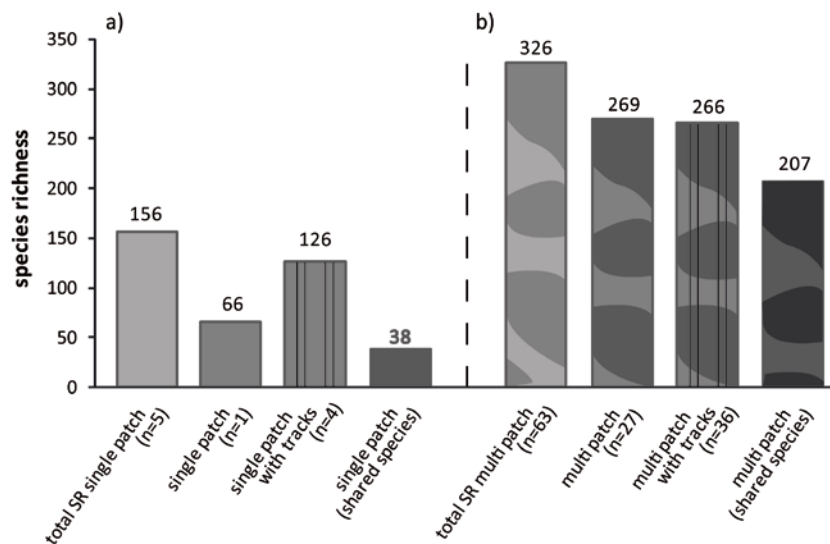 a)
b)
species richness
350
300
250
200
150
100
50
0
156
66
126
38
326
269
266
207
total SR single patch
(n=5)
single patch
(n=1)
single patch
with tracks
(n=4)
single patch
(shared species)
total SR multi patch
(n=63)
multi patch
(n=27)
multi patch
with tracks
(n=36)
multi patch
(shared species)